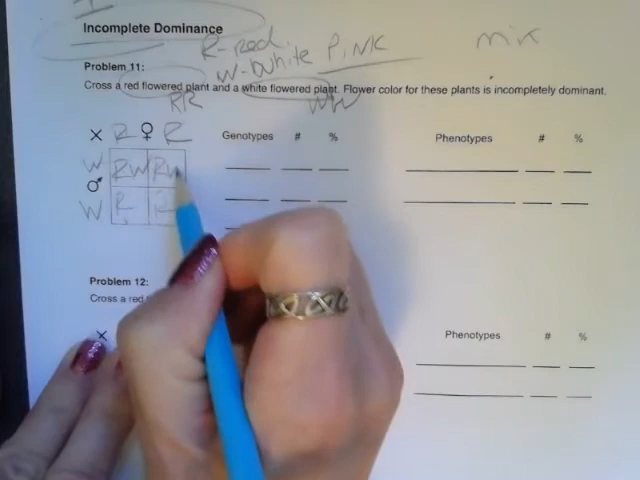 Incomplete Dominance
R-red
W-White PiNK mix
Problem 11:
Cross a red flowered plant and a white flowered plant. Flower color for these plants is incompletely dominant.
RR WW
× R ♀ R Genotypes # % Phenotypes # %
W RW RW
♂
W R R
Problem 12:
Cross a red
× Phenotypes # %